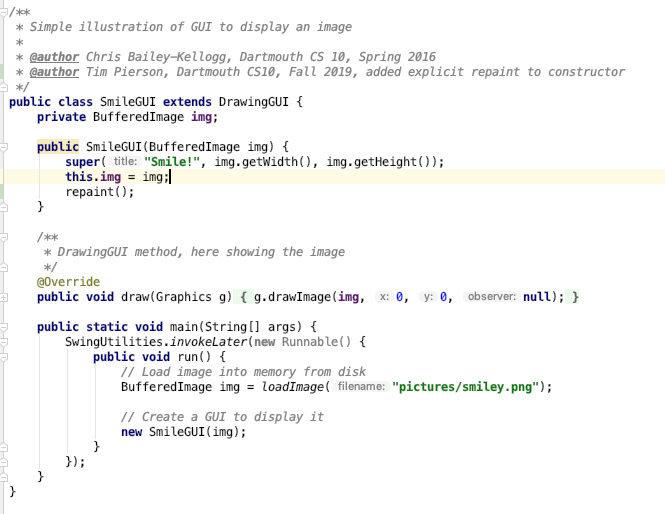 /**
 * Simple illustration of GUI to display an image
 *
 * @author Chris Bailey-Kellogg, Dartmouth CS 10, Spring 2016
 * @author Tim Pierson, Dartmouth CS10, Fall 2019, added explicit repaint to constructor
 */
public class SmileGUI extends DrawingGUI {
    private BufferedImage img;

    public SmileGUI(BufferedImage img) {
        super( title: "Smile!", img.getWidth(), img.getHeight());
        this.img = img;
        repaint();
    }

    /**
     * DrawingGUI method, here showing the image
     */
    @Override
    public void draw(Graphics g) { g.drawImage(img, x: 0, y: 0, observer: null); }

    public static void main(String[] args) {
        SwingUtilities.invokeLater(new Runnable() {
            public void run() {
                // Load image into memory from disk
                BufferedImage img = loadImage( filename: "pictures/smiley.png");

                // Create a GUI to display it
                new SmileGUI(img);
            }
        });
    }
}